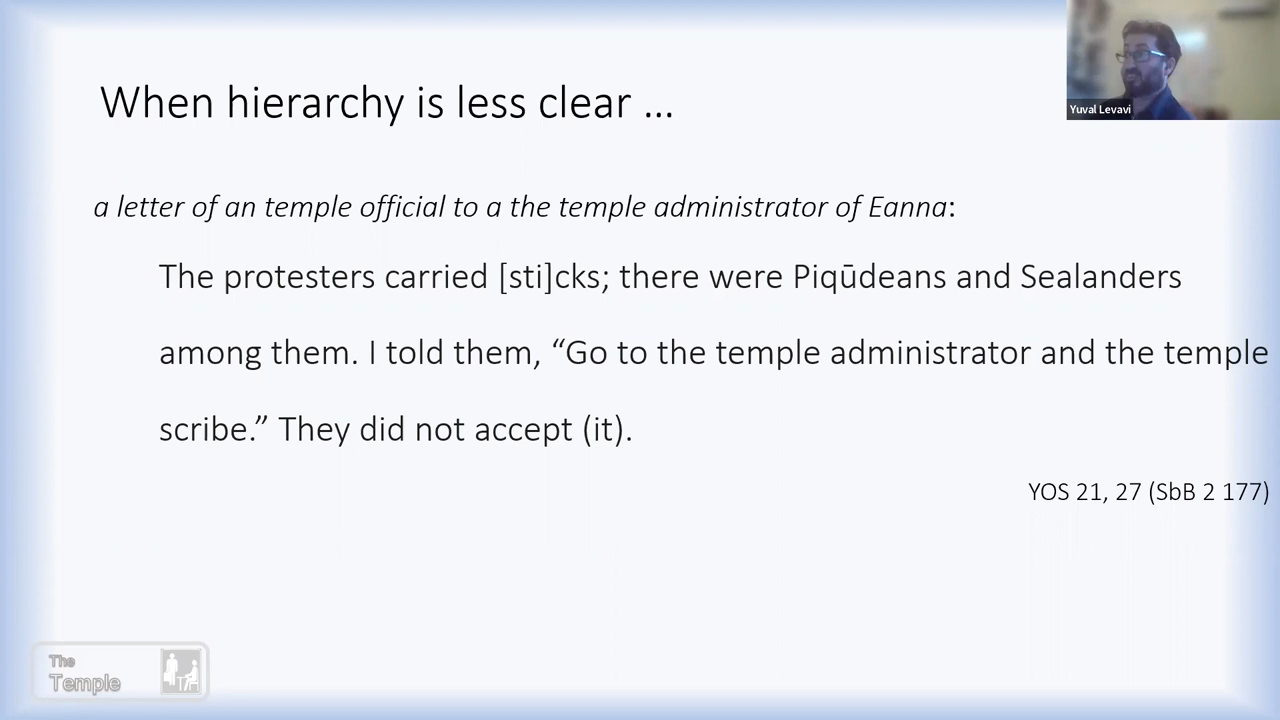 Yuval Levavi
When hierarchy is less clear ...
a letter of an temple official to a the temple administrator of Eanna:
The protesters carried [sti]cks; there were Piqūdeans and Sealanders
among them. I told them, “Go to the temple administrator and the temple
scribe.” They did not accept (it).
YOS 21, 27 (SbB 2 177)
The
Temple